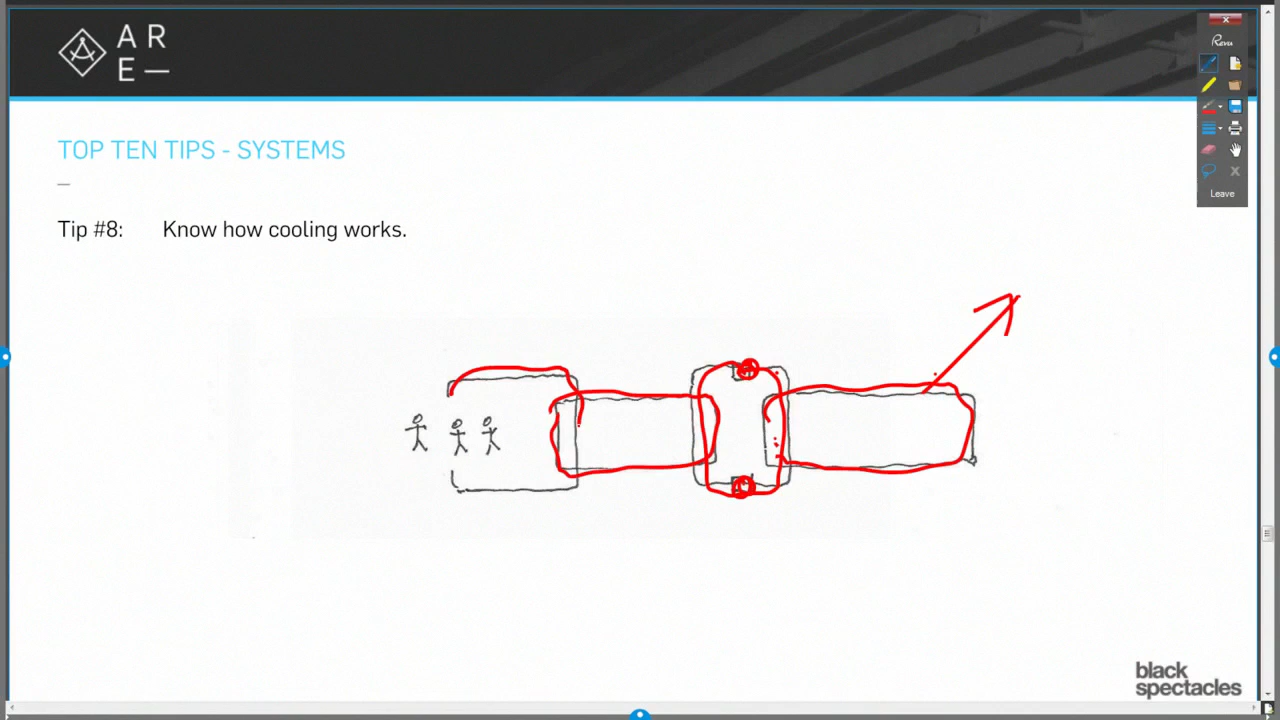 A R
E —
Revu
TOP TEN TIPS - SYSTEMS
—
Tip #8: Know how cooling works.
Leave
black
spectacles